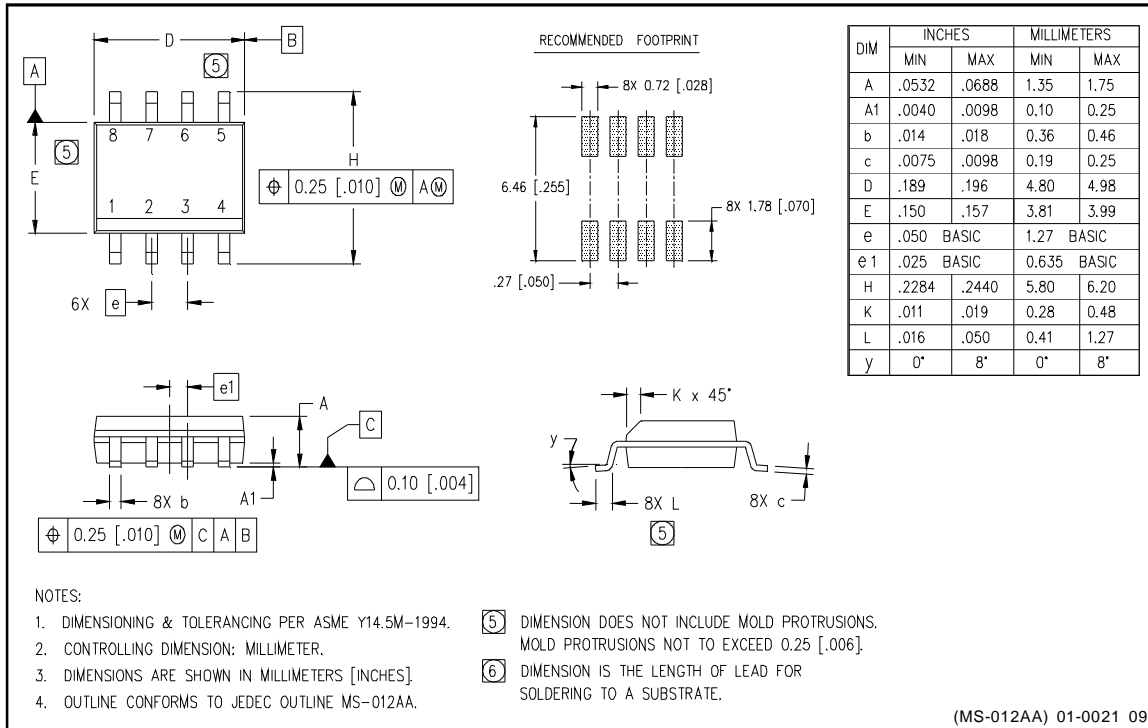 D
B
5
A
8 7 6 5
5
E
H
⌖ 0.25 [.010] Ⓜ AⓂ
1 2 3 4
6X e
RECOMMENDED FOOTPRINT
8X 0.72 [.028]
6.46 [.255]
8X 1.78 [.070]
.27 [.050]
DIM INCHES MILLIMETERS
MIN MAX MIN MAX
A .0532 .0688 1.35 1.75
A1 .0040 .0098 0.10 0.25
b .014 .018 0.36 0.46
c .0075 .0098 0.19 0.25
D .189 .196 4.80 4.98
E .150 .157 3.81 3.99
e .050 BASIC 1.27 BASIC
e1 .025 BASIC 0.635 BASIC
H .2284 .2440 5.80 6.20
K .011 .019 0.28 0.48
L .016 .050 0.41 1.27
y 0° 8° 0° 8°
e1
A
C
⌓ 0.10 [.004]
8X b
A1
⌖ 0.25 [.010] Ⓜ C A B
K x 45°
y
8X L
8X c
5
NOTES:
1. DIMENSIONING & TOLERANCING PER ASME Y14.5M-1994.
2. CONTROLLING DIMENSION: MILLIMETER.
3. DIMENSIONS ARE SHOWN IN MILLIMETERS [INCHES].
4. OUTLINE CONFORMS TO JEDEC OUTLINE MS-012AA.
5 DIMENSION DOES NOT INCLUDE MOLD PROTRUSIONS.
MOLD PROTRUSIONS NOT TO EXCEED 0.25 [.006].
6 DIMENSION IS THE LENGTH OF LEAD FOR
SOLDERING TO A SUBSTRATE.
(MS-012AA) 01-0021 09